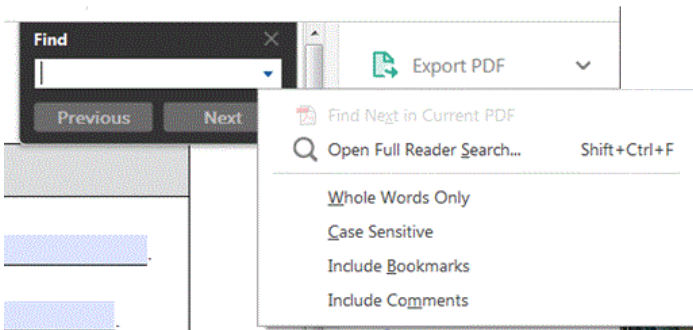 Find
Export PDF
Previous
Next
Find Next in Current PDF
Open Full Reader Search... Shift+Ctrl+F
Whole Words Only
Case Sensitive
Include Bookmarks
Include Comments